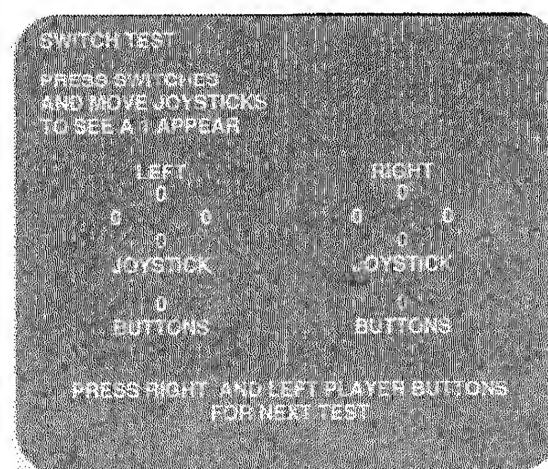 SWITCH TEST
PRESS SWITCHES
AND MOVE JOYSTICKS
TO SEE A 1 APPEAR
LEFT RIGHT
0 0
0 0 0 0
0 0
JOYSTICK JOYSTICK
0 0
BUTTONS BUTTONS
PRESS RIGHT AND LEFT PLAYER BUTTONS
FOR NEXT TEST